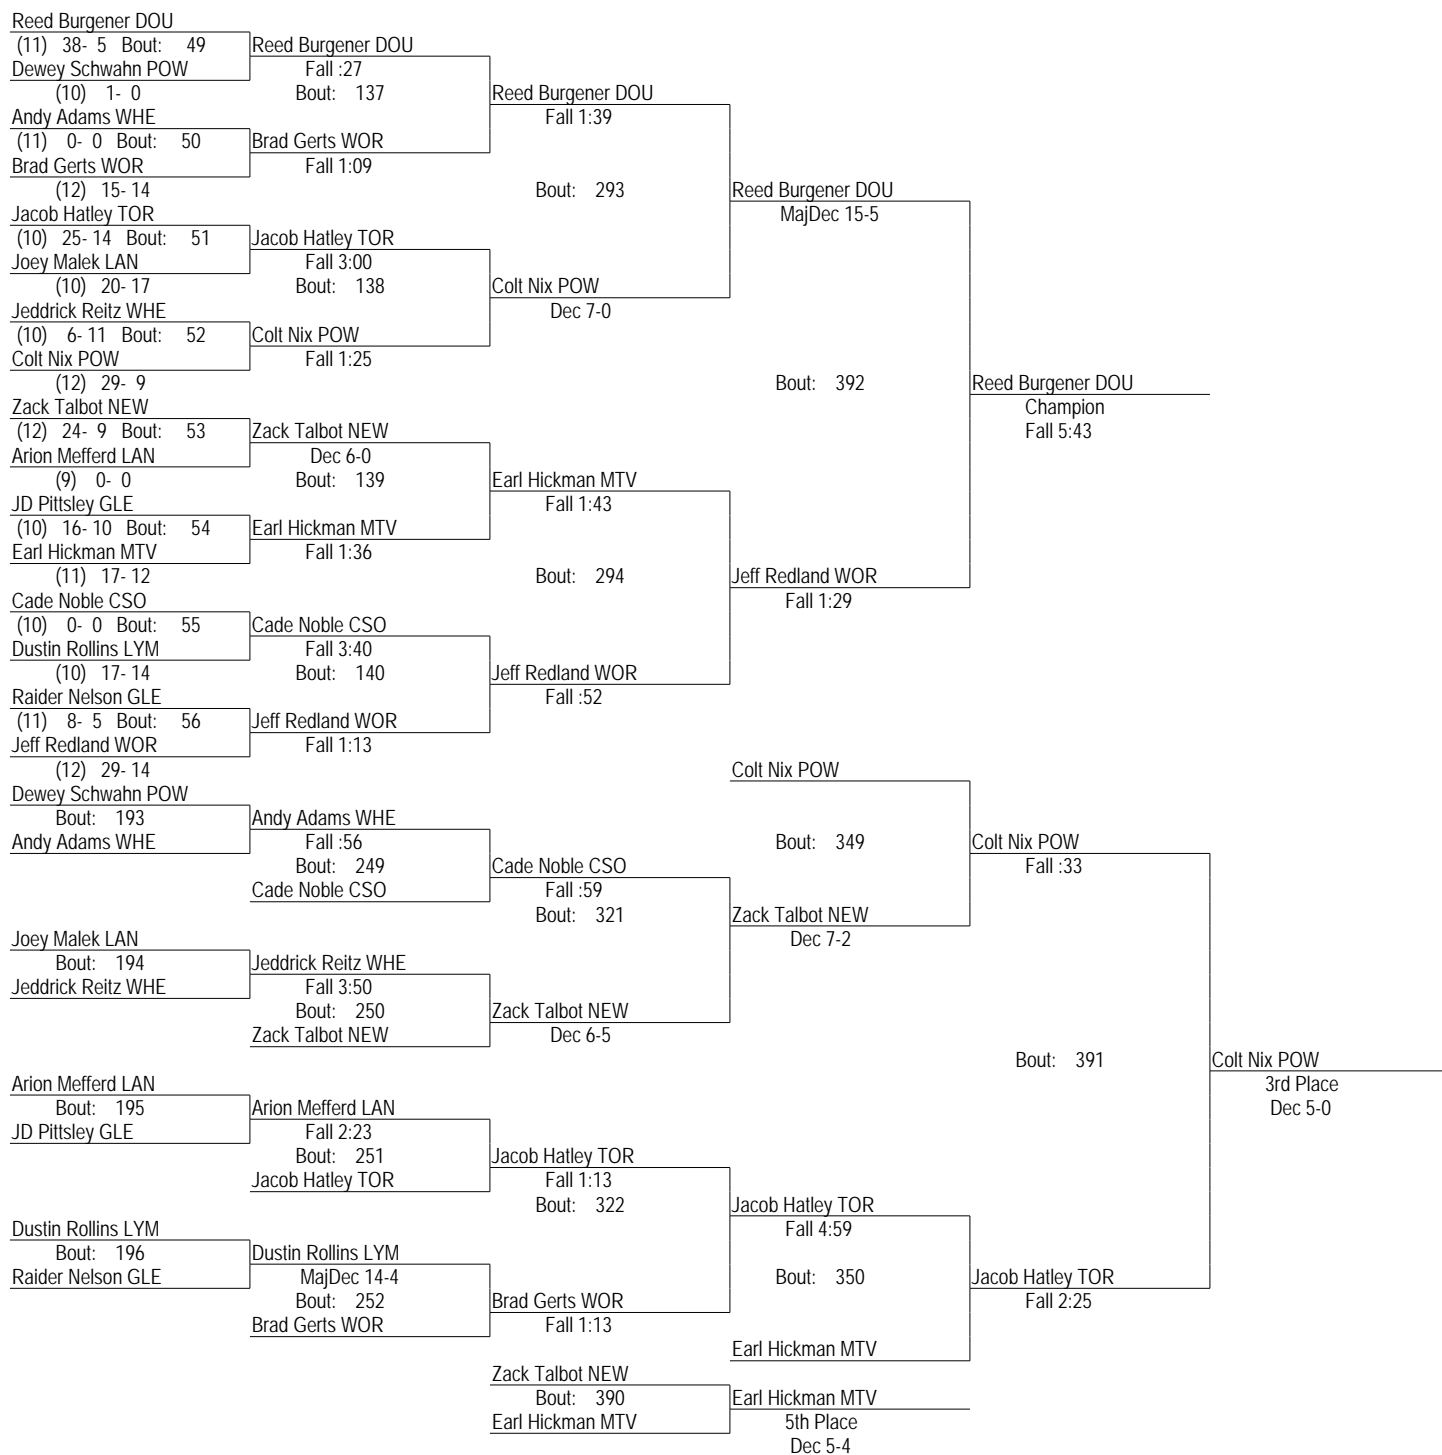 Reed Burgener DOU
(11) 38- 5 Bout: 49
Dewey Schwahn POW
(10) 1- 0
Andy Adams WHE
(11) 0- 0 Bout: 50
Brad Gerts WOR
(12) 15- 14
Jacob Hatley TOR
(10) 25- 14 Bout: 51
Joey Malek LAN
(10) 20- 17
Jeddrick Reitz WHE
(10) 6- 11 Bout: 52
Colt Nix POW
(12) 29- 9
Zack Talbot NEW
(12) 24- 9 Bout: 53
Arion Mefferd LAN
(9) 0- 0
JD Pittsley GLE
(10) 16- 10 Bout: 54
Earl Hickman MTV
(11) 17- 12
Cade Noble CSO
(10) 0- 0 Bout: 55
Dustin Rollins LYM
(10) 17- 14
Raider Nelson GLE
(11) 8- 5 Bout: 56
Jeff Redland WOR
(12) 29- 14
Reed Burgener DOU
Fall :27
Bout: 137
Brad Gerts WOR
Fall 1:09
Jacob Hatley TOR
Fall 3:00
Bout: 138
Colt Nix POW
Fall 1:25
Zack Talbot NEW
Dec 6-0
Bout: 139
Earl Hickman MTV
Fall 1:36
Cade Noble CSO
Fall 3:40
Bout: 140
Jeff Redland WOR
Fall 1:13
Reed Burgener DOU
Fall 1:39
Bout: 293
Colt Nix POW
Dec 7-0
Earl Hickman MTV
Fall 1:43
Bout: 294
Jeff Redland WOR
Fall :52
Reed Burgener DOU
MajDec 15-5
Bout: 392
Jeff Redland WOR
Fall 1:29
Reed Burgener DOU
Champion
Fall 5:43
Dewey Schwahn POW
Bout: 193
Andy Adams WHE
Joey Malek LAN
Bout: 194
Jeddrick Reitz WHE
Arion Mefferd LAN
Bout: 195
JD Pittsley GLE
Dustin Rollins LYM
Bout: 196
Raider Nelson GLE
Andy Adams WHE
Fall :56
Bout: 249
Cade Noble CSO
Jeddrick Reitz WHE
Fall 3:50
Bout: 250
Zack Talbot NEW
Arion Mefferd LAN
Fall 2:23
Bout: 251
Jacob Hatley TOR
Dustin Rollins LYM
MajDec 14-4
Bout: 252
Brad Gerts WOR
Cade Noble CSO
Fall :59
Bout: 321
Zack Talbot NEW
Dec 6-5
Jacob Hatley TOR
Fall 1:13
Bout: 322
Brad Gerts WOR
Fall 1:13
Colt Nix POW
Bout: 349
Zack Talbot NEW
Dec 7-2
Jacob Hatley TOR
Fall 4:59
Bout: 350
Earl Hickman MTV
Colt Nix POW
Fall :33
Bout: 391
Jacob Hatley TOR
Fall 2:25
Colt Nix POW
3rd Place
Dec 5-0
Zack Talbot NEW
Bout: 390
Earl Hickman MTV
Earl Hickman MTV
5th Place
Dec 5-4